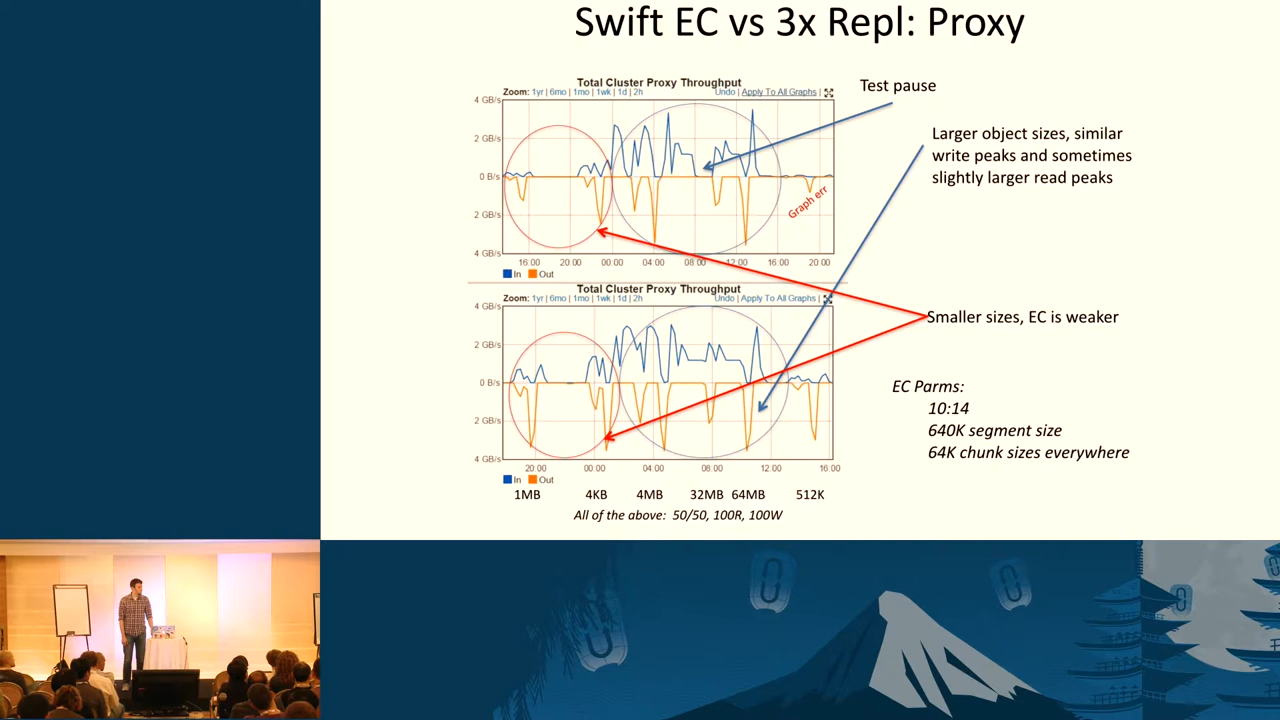 Swift EC vs 3x Repl: Proxy
Total Cluster Proxy Throughput
Zoom: 1yr | 6mo | 1mo | 1wk | 1d | 2h
Undo | Apply To All Graphs |
4 GB/s
2 GB/s
0 B/s
2 GB/s
4 GB/s
16:00 20:00 00:00 04:00 08:00 12:00 16:00 20:00
In Out
Graph err
Test pause
Larger object sizes, similar
write peaks and sometimes
slightly larger read peaks
Total Cluster Proxy Throughput
Zoom: 1yr | 6mo | 1mo | 1wk | 1d | 2h
Undo | Apply To All Graphs |
4 GB/s
2 GB/s
0 B/s
2 GB/s
4 GB/s
20:00 00:00 04:00 08:00 12:00 16:00
In Out
Smaller sizes, EC is weaker
EC Parms:
10:14
640K segment size
64K chunk sizes everywhere
1MB 4KB 4MB 32MB 64MB 512K
All of the above: 50/50, 100R, 100W